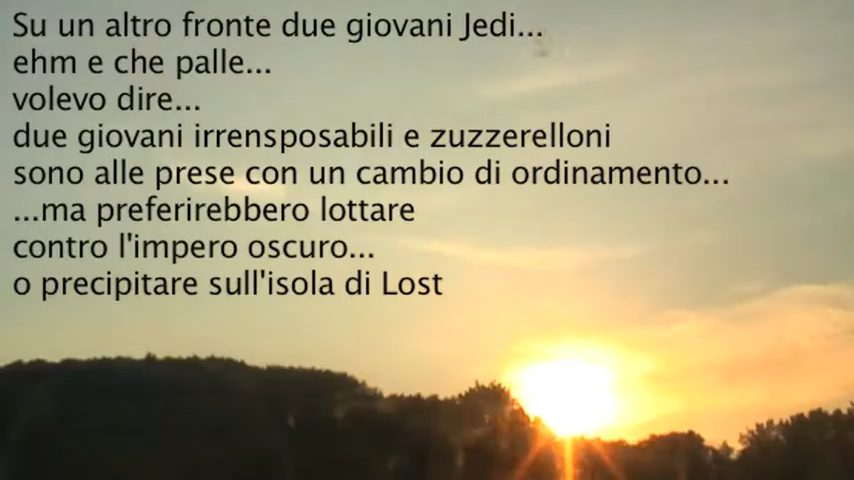 Su un altro fronte due giovani Jedi...
ehm e che palle...
volevo dire...
due giovani irrensposabili e zuzzerelloni
sono alle prese con un cambio di ordinamento...
...ma preferirebbero lottare
contro l'impero oscuro...
o precipitare sull'isola di Lost